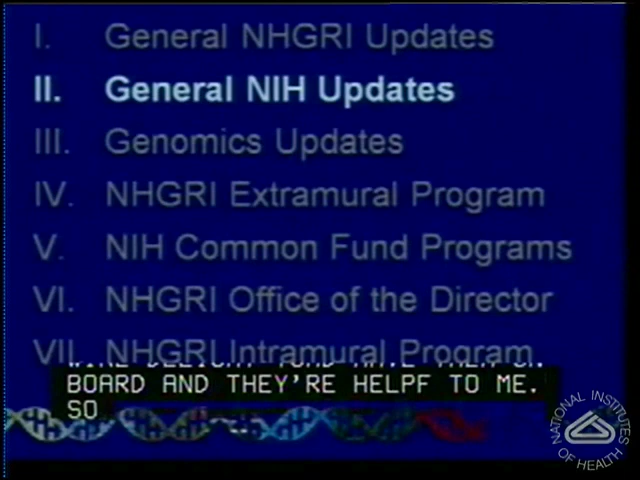 I. General NHGRI Updates
II. General NIH Updates
III. Genomics Updates
IV. NHGRI Extramural Program
V. NIH Common Fund Programs
VI. NHGRI Office of the Director
VII. NHGRI Intramural Program
BOARD AND THEY'RE HELPF TO ME.
SO
NATIONAL INSTITUTES OF HEALTH